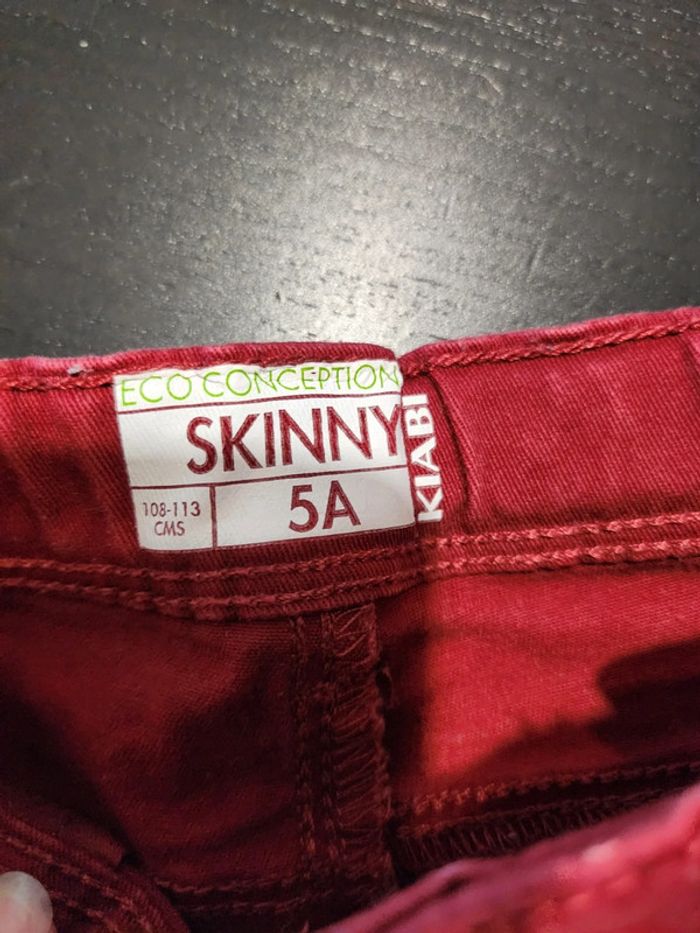 ECO CONCEPTION
SKINNY
108-113
CMS
5A
KIABI